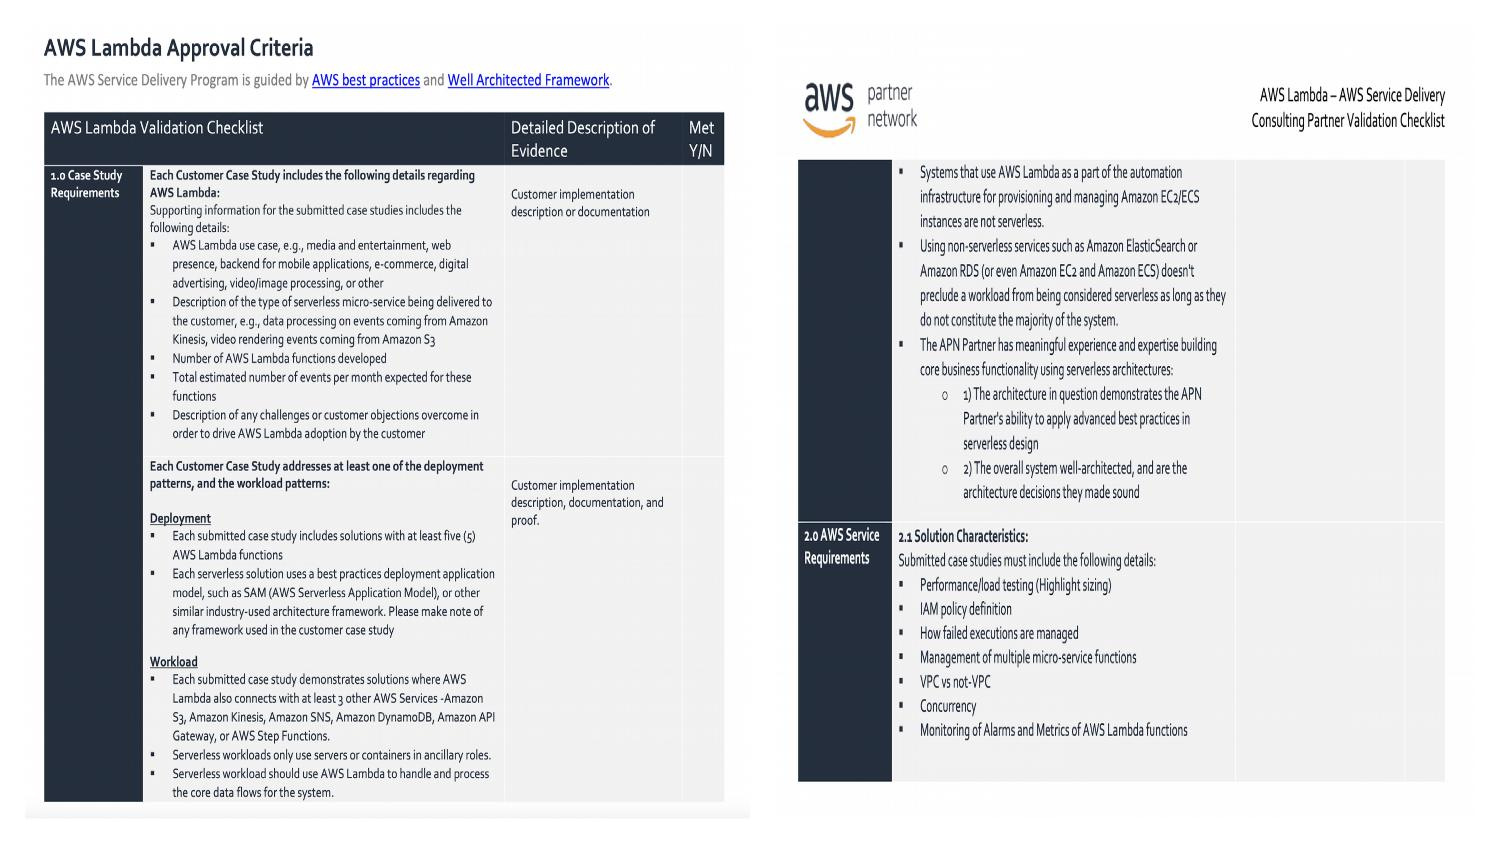 AWS Lambda Approval Criteria
The AWS Service Delivery Program is guided by AWS best practices and Well Architected Framework.
AWS Lambda Validation Checklist
Detailed Description of
Evidence
Met
Y/N
1.0 Case Study
Requirements
Each Customer Case Study includes the following details regarding
AWS Lambda:
Supporting information for the submitted case studies includes the
following details:
▪ AWS Lambda use case, e.g., media and entertainment, web
presence, backend for mobile applications, e-commerce, digital
advertising, video/image processing, or other
▪ Description of the type of serverless micro-service being delivered to
the customer, e.g., data processing on events coming from Amazon
Kinesis, video rendering events coming from Amazon S3
▪ Number of AWS Lambda functions developed
▪ Total estimated number of events per month expected for these
functions
▪ Description of any challenges or customer objections overcome in
order to drive AWS Lambda adoption by the customer
Customer implementation
description or documentation
Each Customer Case Study addresses at least one of the deployment
patterns, and the workload patterns:
Deployment
▪ Each submitted case study includes solutions with at least five (5)
AWS Lambda functions
▪ Each serverless solution uses a best practices deployment application
model, such as SAM (AWS Serverless Application Model), or other
similar industry-used architecture framework. Please make note of
any framework used in the customer case study
Workload
▪ Each submitted case study demonstrates solutions where AWS
Lambda also connects with at least 3 other AWS Services -Amazon
S3, Amazon Kinesis, Amazon SNS, Amazon DynamoDB, Amazon API
Gateway, or AWS Step Functions.
▪ Serverless workloads only use servers or containers in ancillary roles.
▪ Serverless workload should use AWS Lambda to handle and process
the core data flows for the system.
Customer implementation
description, documentation, and
proof.
aws partner
network
AWS Lambda – AWS Service Delivery
Consulting Partner Validation Checklist
▪ Systems that use AWS Lambda as a part of the automation
infrastructure for provisioning and managing Amazon EC2/ECS
instances are not serverless.
▪ Using non-serverless services such as Amazon ElasticSearch or
Amazon RDS (or even Amazon EC2 and Amazon ECS) doesn't
preclude a workload from being considered serverless as long as they
do not constitute the majority of the system.
▪ The APN Partner has meaningful experience and expertise building
core business functionality using serverless architectures:
o 1) The architecture in question demonstrates the APN
Partner's ability to apply advanced best practices in
serverless design
o 2) The overall system well-architected, and are the
architecture decisions they made sound
2.0 AWS Service
Requirements
2.1 Solution Characteristics:
Submitted case studies must include the following details:
▪ Performance/load testing (Highlight sizing)
▪ IAM policy definition
▪ How failed executions are managed
▪ Management of multiple micro-service functions
▪ VPC vs not-VPC
▪ Concurrency
▪ Monitoring of Alarms and Metrics of AWS Lambda functions